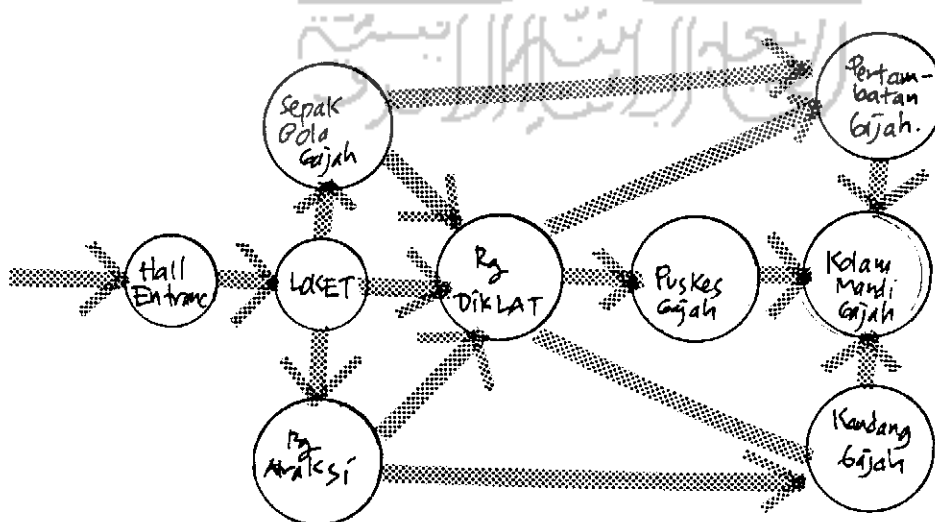 Sepak
Bola
Gajah
Pertam-
batan
Gajah.
Hall
Entranc
LOKET
Rg
DIKLAT
Puskes
Gajah
Kolam
Mandi
Gajah
Rg
Atraksi
Kandang
Gajah